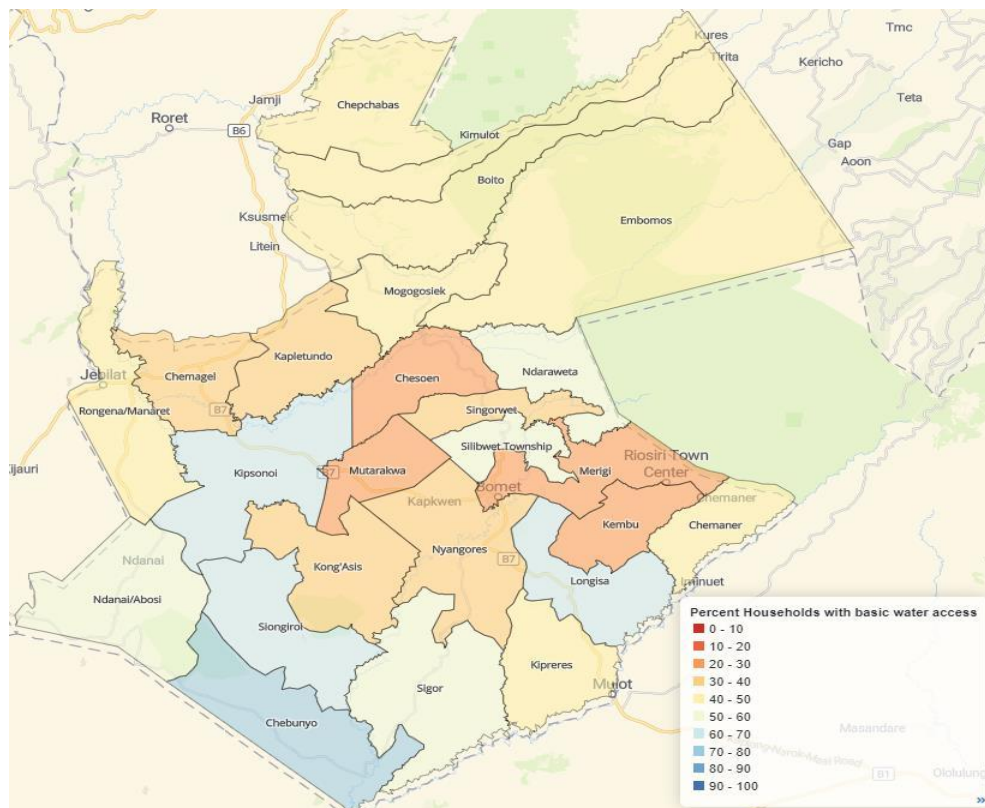 Kures
Tmc
Tirita
Kericho
Chepchabas
Jamji
Teta
Roret
B6
Kimulot
Gap
Aoon
Boito
Ksusmek
Embomos
Litein
Mogogosiek
Kapletundo
Ndaraweta
Chemagel
Chesoen
Jebilat
Rongena/Manaret
B7
Singorwet
Silibwet Township
Riosiri Town
Center
Kipsonoi
B7
Mutarakwa
Merigi
Bomet
Kapkwen
Chemaner
Kembu
Chemaner
Nyangores
Ndanai
B7
Kong'Asis
Longisa
Ndanai/Abosi
Siongiroi
Kipreres
Sigor
Mulot
Chebunyo
Percent Households with basic water access
0 - 10
10 - 20
20 - 30
30 - 40
40 - 50
50 - 60
60 - 70
70 - 80
80 - 90
90 - 100
Masandare
B1
»